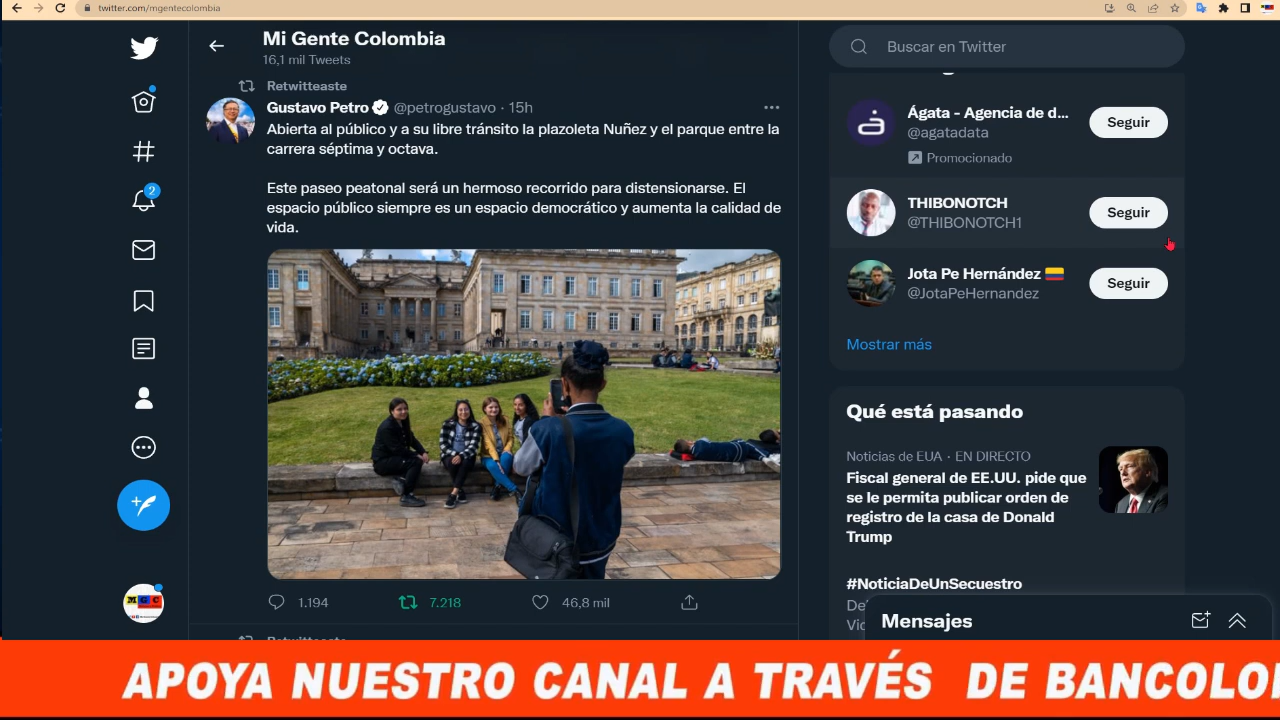 twitter.com/mgentecolombia
Mi Gente Colombia
16,1 mil Tweets
Retwitteaste
Gustavo Petro @petrogustavo · 15h
Abierta al público y a su libre tránsito la plazoleta Nuñez y el parque entre la
carrera séptima y octava.
Este paseo peatonal será un hermoso recorrido para distensionarse. El
espacio público siempre es un espacio democrático y aumenta la calidad de
vida.
1.194
7.218
46,8 mil
2
MGC
Buscar en Twitter
Ágata - Agencia de d...
@agatadata
Promocionado
Seguir
THIBONOTCH
@THIBONOTCH1
Seguir
Jota Pe Hernández
@JotaPeHernandez
Seguir
Mostrar más
Qué está pasando
Noticias de EUA · EN DIRECTO
Fiscal general de EE.UU. pide que
se le permita publicar orden de
registro de la casa de Donald
Trump
#NoticiaDeUnSecuestro
Mensajes
APOYA NUESTRO CANAL A TRAVÉS DE BANCOLO